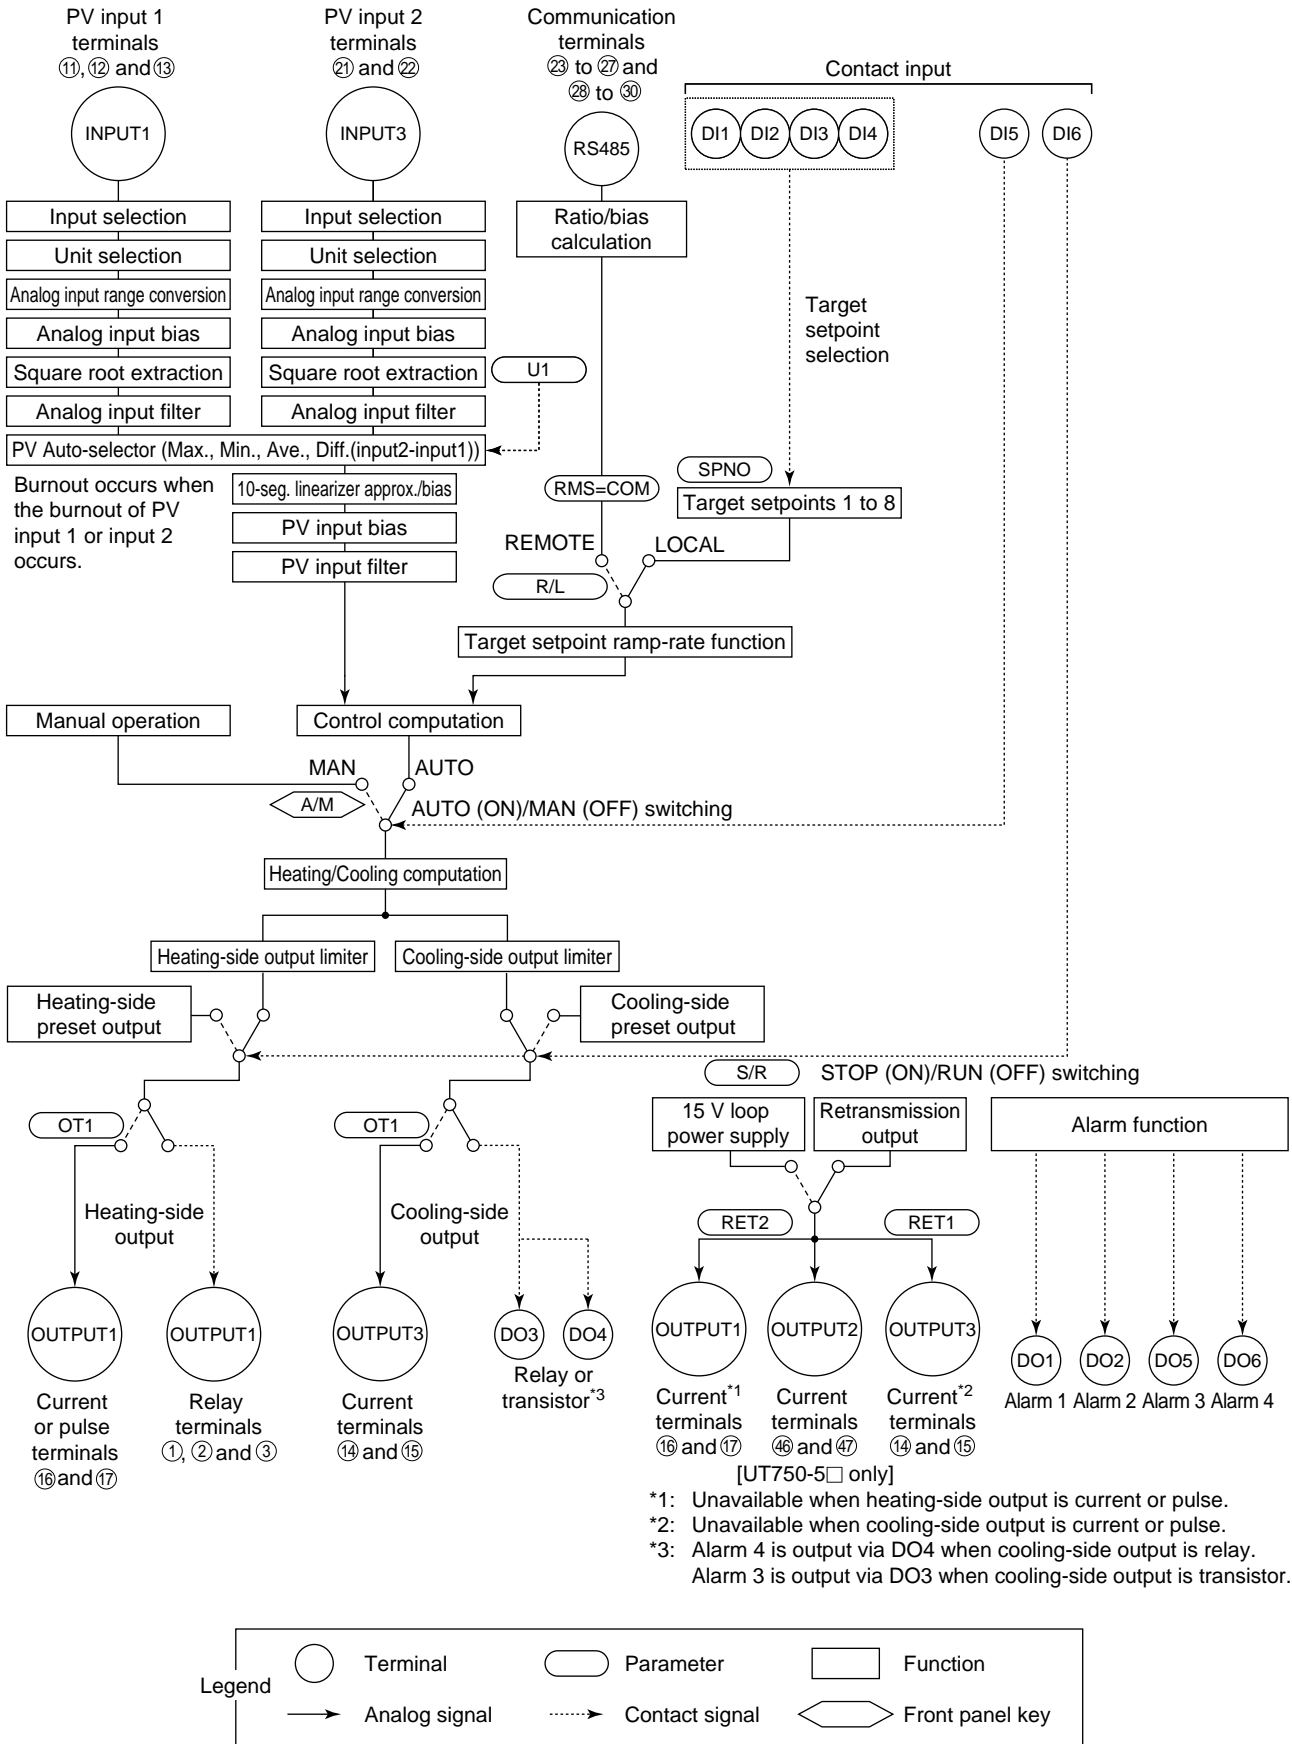 PV input 1
terminals
⑪, ⑫ and ⑬
PV input 2
terminals
㉑ and ㉒
Communication
terminals
㉓ to ㉗ and
㉘ to ㉚
Contact input
INPUT1
INPUT3
RS485
DI1
DI2
DI3
DI4
DI5
DI6
Input selection
Unit selection
Analog input range conversion
Analog input bias
Square root extraction
Analog input filter
Input selection
Unit selection
Analog input range conversion
Analog input bias
Square root extraction
Analog input filter
Ratio/bias
calculation
Target
setpoint
selection
U1
PV Auto-selector (Max., Min., Ave., Diff.(input2-input1))
Burnout occurs when
the burnout of PV
input 1 or input 2
occurs.
10-seg. linearizer approx./bias
PV input bias
PV input filter
RMS=COM
SPNO
Target setpoints 1 to 8
REMOTE
LOCAL
R/L
Target setpoint ramp-rate function
Manual operation
Control computation
MAN
AUTO
A/M
AUTO (ON)/MAN (OFF) switching
Heating/Cooling computation
Heating-side output limiter
Cooling-side output limiter
Heating-side
preset output
Cooling-side
preset output
S/R
STOP (ON)/RUN (OFF) switching
OT1
OT1
15 V loop
power supply
Retransmission
output
Alarm function
Heating-side
output
Cooling-side
output
RET2
RET1
OUTPUT1
OUTPUT1
OUTPUT3
DO3
DO4
OUTPUT1
OUTPUT2
OUTPUT3
DO1
DO2
DO5
DO6
Current
or pulse
terminals
⑯ and ⑰
Relay
terminals
①, ② and ③
Current
terminals
⑭ and ⑮
Relay or
transistor*3
Current*1
terminals
⑯ and ⑰
Current
terminals
㊻ and ㊼
Current*2
terminals
⑭ and ⑮
[UT750-5□ only]
Alarm 1
Alarm 2
Alarm 3
Alarm 4
*1: Unavailable when heating-side output is current or pulse.
*2: Unavailable when cooling-side output is current or pulse.
*3: Alarm 4 is output via DO4 when cooling-side output is relay.
Alarm 3 is output via DO3 when cooling-side output is transistor.
Legend
Terminal
Parameter
Function
Analog signal
Contact signal
Front panel key